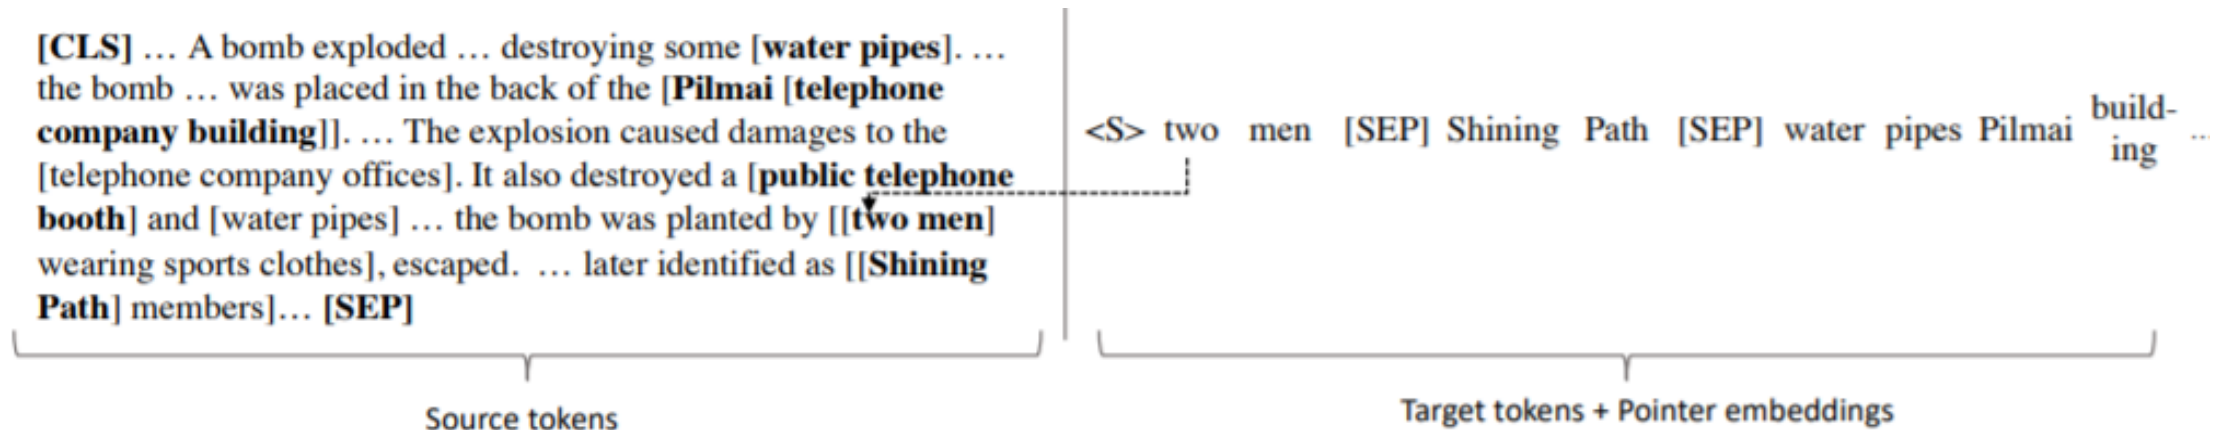 [CLS] … A bomb exploded … destroying some [water pipes]. …
the bomb … was placed in the back of the [Pilmai [telephone
company building]]. … The explosion caused damages to the
[telephone company offices]. It also destroyed a [public telephone
booth] and [water pipes] … the bomb was planted by [[two men]
wearing sports clothes], escaped. … later identified as [[Shining
Path] members]… [SEP]
Source tokens
<S> two men [SEP] Shining Path [SEP] water pipes Pilmai build-
ing ...
Target tokens + Pointer embeddings